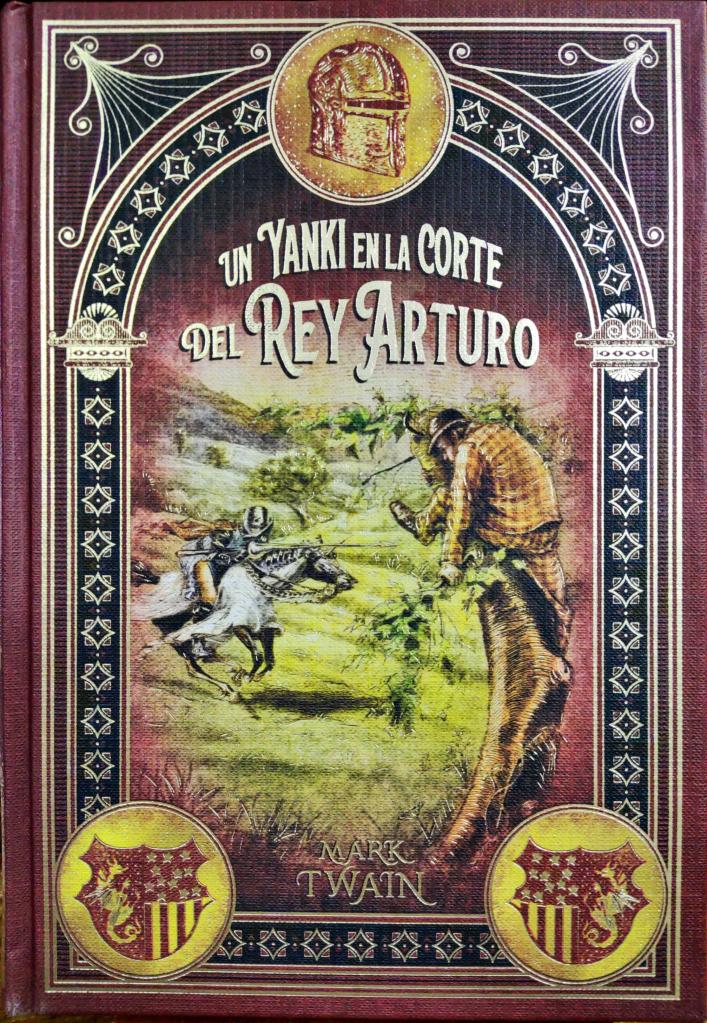 UN YANKI EN LA CORTE
DEL REY ARTURO
MARK
TWAIN